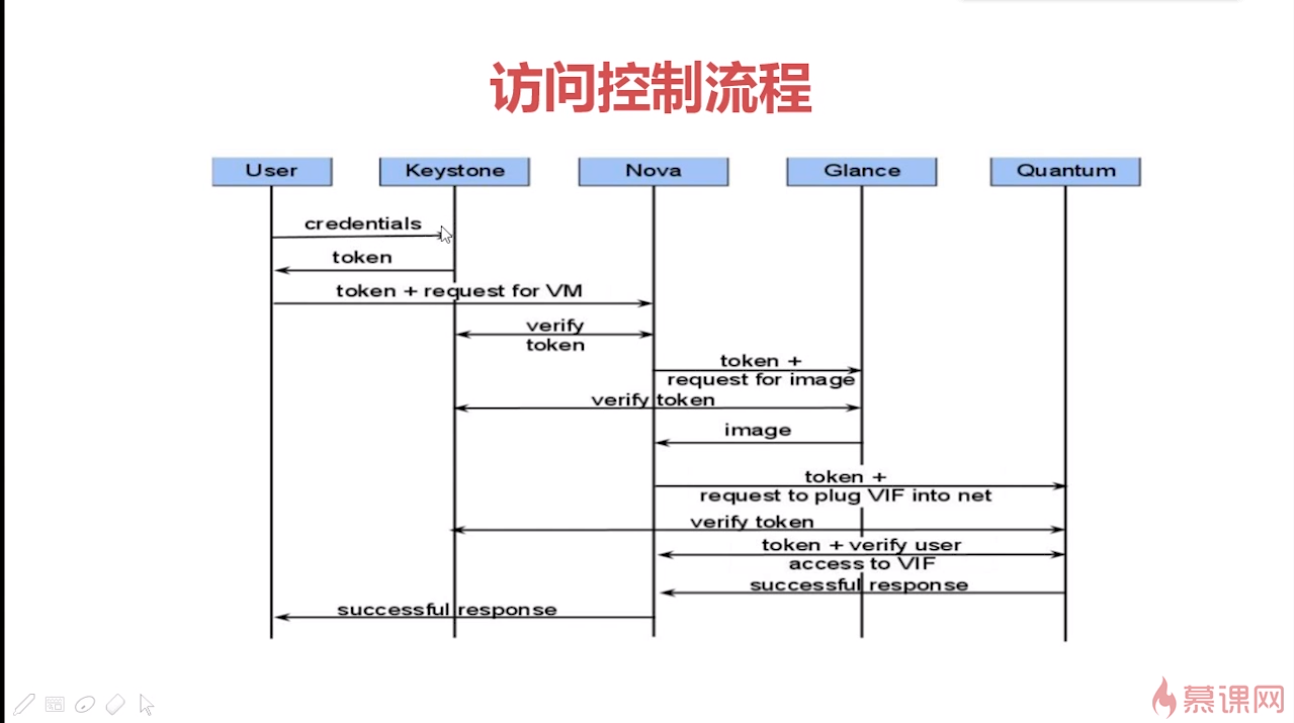 访问控制流程
User
Keystone
Nova
Glance
Quantum
credentials
token
token + request for VM
verify
token
token +
request for image
verify token
image
token +
request to plug VIF into net
verify token
token + verify user
access to VIF
successful response
successful response
慕课网